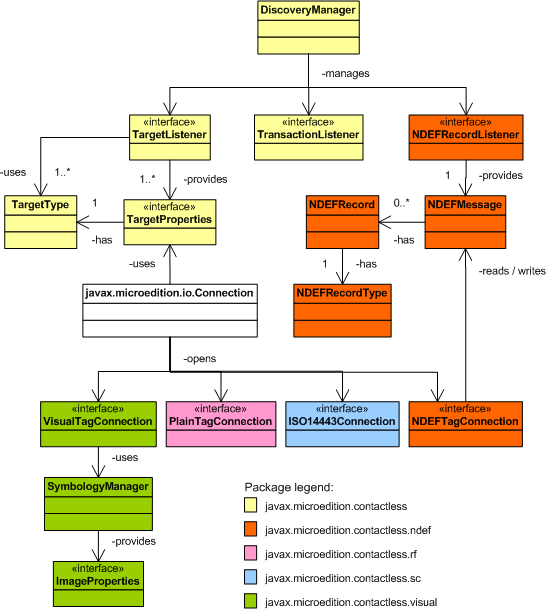 DiscoveryManager
-manages
«interface»
TargetListener
«interface»
TransactionListener
«interface»
NDEFRecordListener
-uses
1..*
1..*
-provides
1
-provides
TargetType
1
-has
«interface»
TargetProperties
NDEFRecord
0..*
-has
NDEFMessage
-uses
1
-has
-reads / writes
javax.microedition.io.Connection
NDEFRecordType
-opens
«interface»
VisualTagConnection
«interface»
PlainTagConnection
«interface»
ISO14443Connection
«interface»
NDEFTagConnection
-uses
SymbologyManager
-provides
«interface»
ImageProperties
Package legend:
javax.microedition.contactless
javax.microedition.contactless.ndef
javax.microedition.contactless.rf
javax.microedition.contactless.sc
javax.microedition.contactless.visual